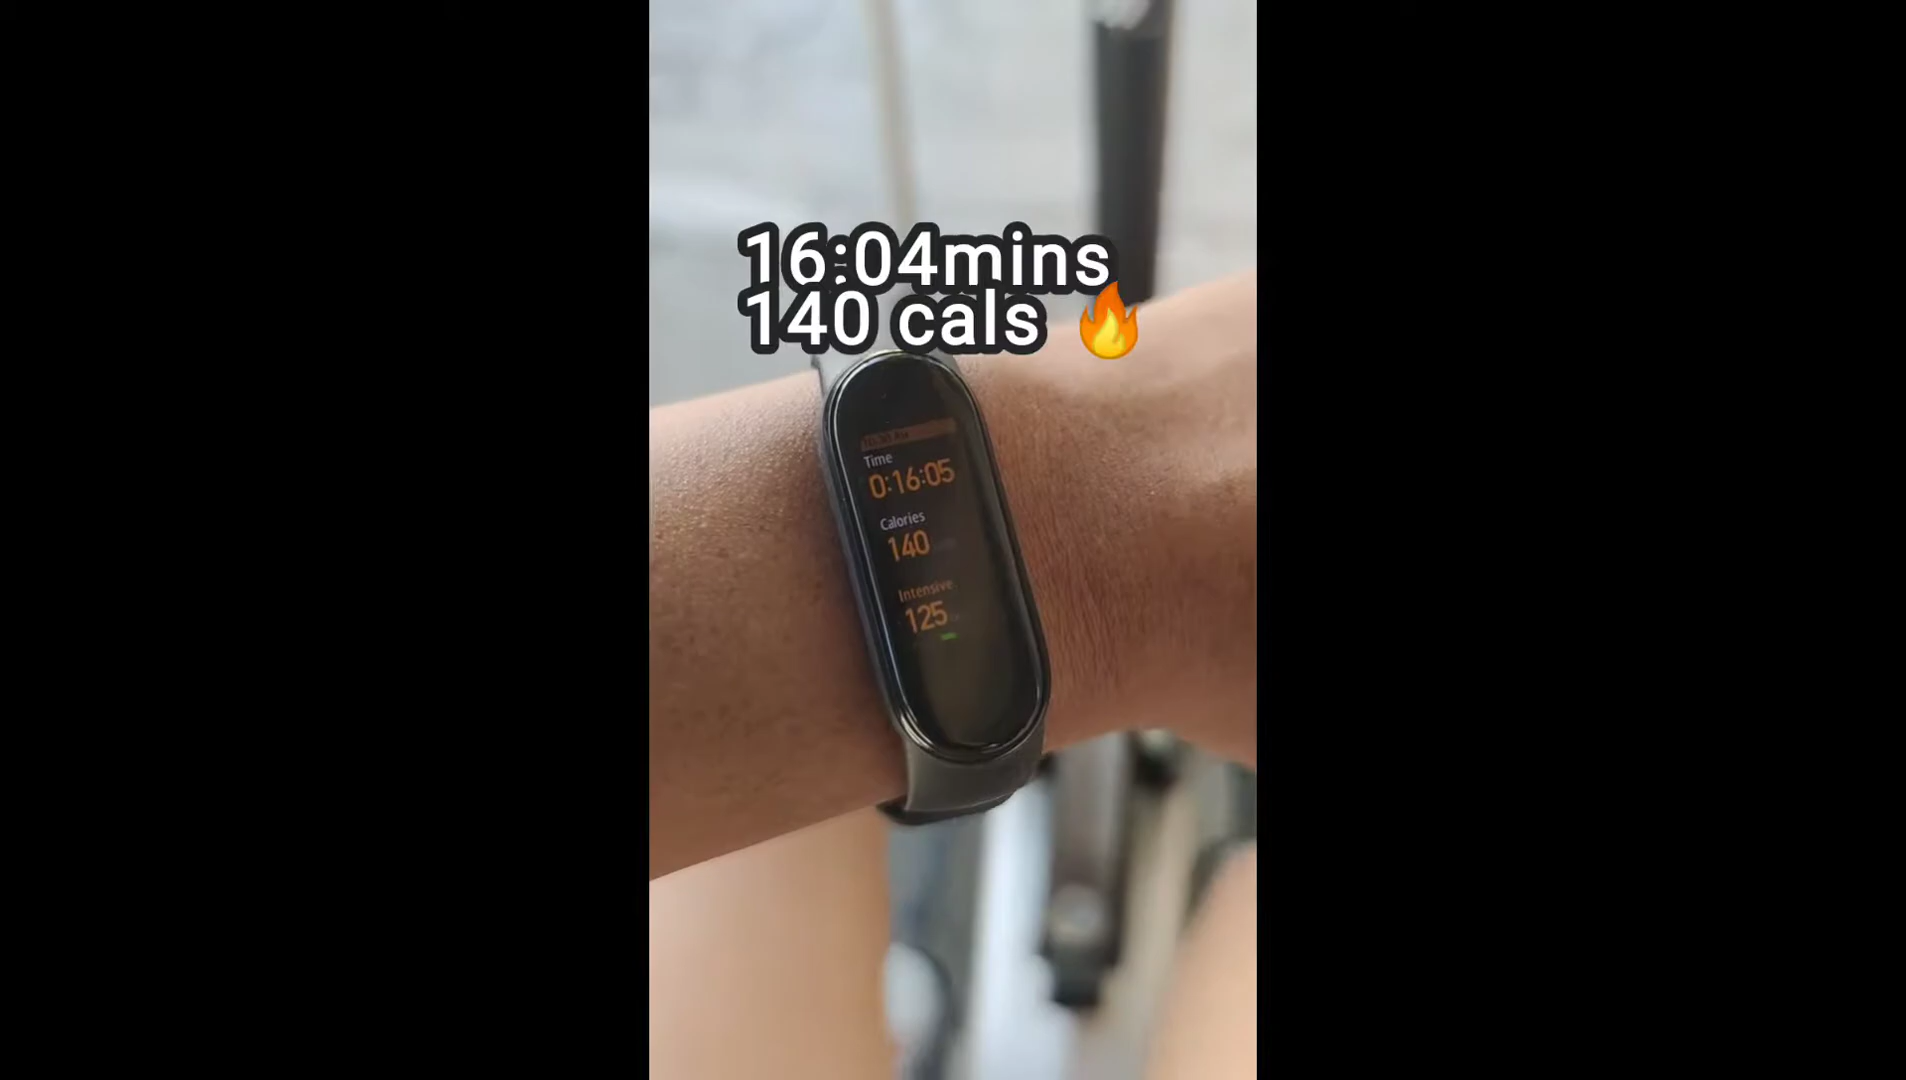 16:04mins
140 cals 🔥
Time
0:16:05
Calories
140
Intensive
125